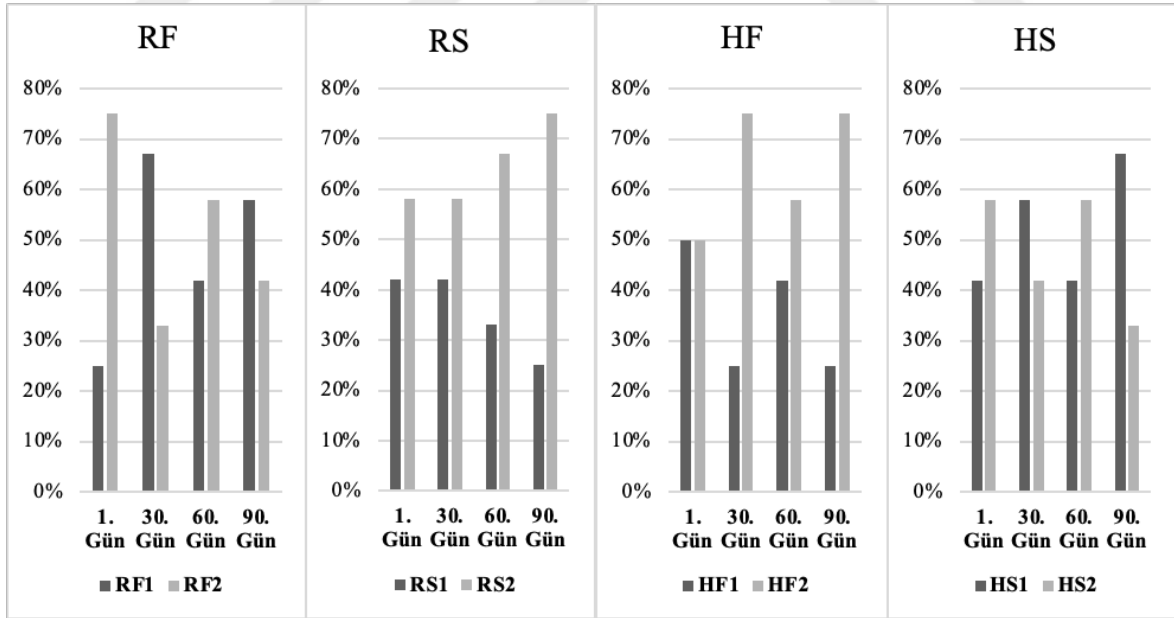 RF
80%
70%
60%
50%
40%
30%
20%
10%
0%
1. Gün
30. Gün
60. Gün
90. Gün
RF1 RF2
RS
80%
70%
60%
50%
40%
30%
20%
10%
0%
1. Gün
30. Gün
60. Gün
90. Gün
RS1 RS2
HF
80%
70%
60%
50%
40%
30%
20%
10%
0%
1. Gün
30. Gün
60. Gün
90. Gün
HF1 HF2
HS
80%
70%
60%
50%
40%
30%
20%
10%
0%
1. Gün
30. Gün
60. Gün
90. Gün
HS1 HS2